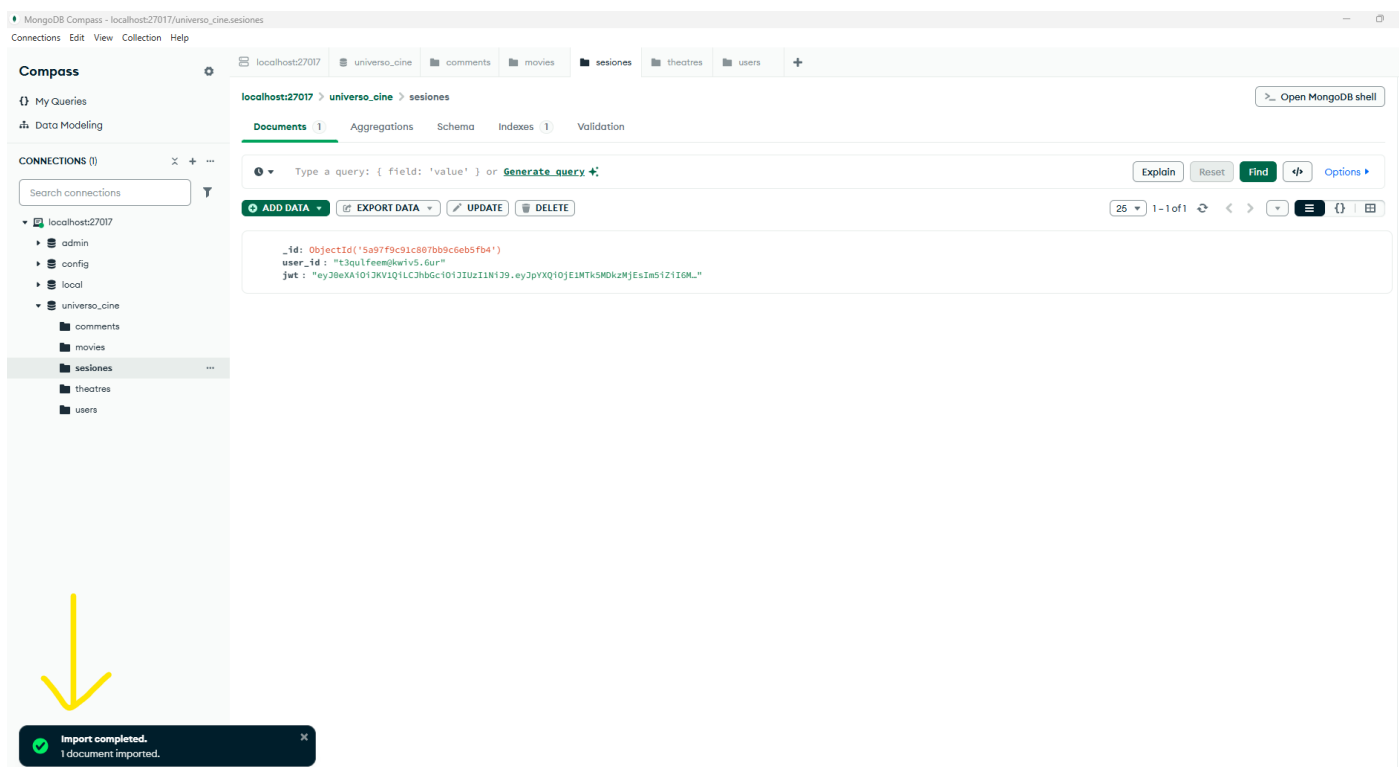 MongoDB Compass - localhost:27017/universo_cine.sesiones
Connections Edit View Collection Help
Compass
localhost:27017 universo_cine comments movies sesiones theatres users
{} My Queries
Data Modeling
localhost:27017 > universo_cine > sesiones
>_ Open MongoDB shell
Documents 1 Aggregations Schema Indexes 1 Validation
CONNECTIONS (1)
Search connections
Type a query: { field: 'value' } or Generate query
Explain Reset Find </> Options
ADD DATA EXPORT DATA UPDATE DELETE
25 1–1 of 1 {}
localhost:27017
admin
config
local
universo_cine
comments
movies
sesiones
theatres
users
_id: ObjectId('5a97f9c91c807bb9c6eb5fb4')
user_id : "t3qulfeem@kwiv5.6ur"
jwt : "eyJ0eXAiOiJKV1QiLCJhbGciOiJIUzI1NiJ9.eyJpYXQiOjE1MTk5MDkzMjEsIm5iZiI6M…"
Import completed.
1 document imported.